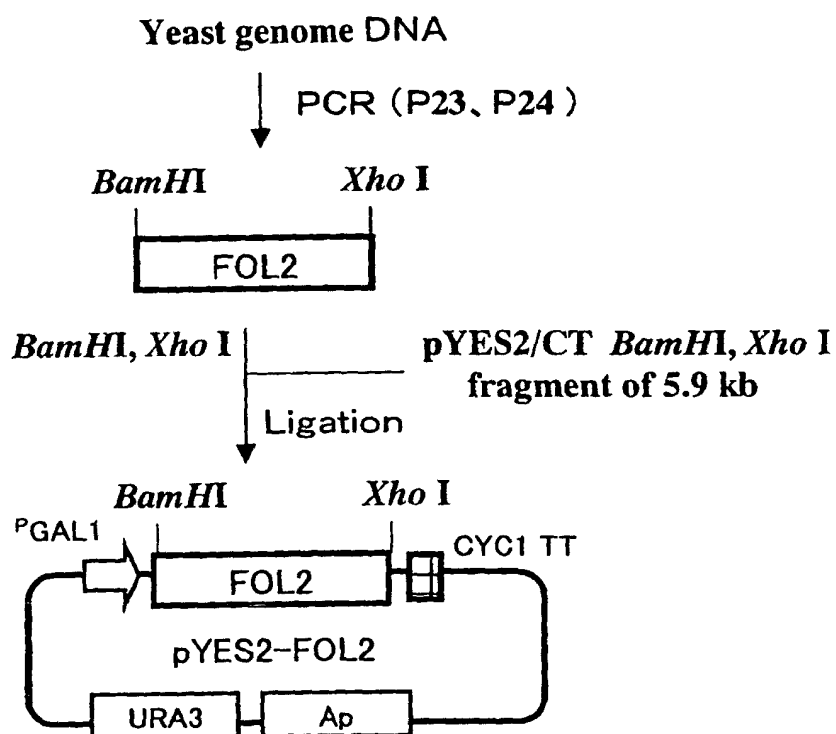 Yeast genome DNA
PCR (P23、P24)
BamHI Xho I
FOL2
BamHI, Xho I
pYES2/CT BamHI, Xho I
fragment of 5.9 kb
Ligation
BamHI Xho I
PGAL1
CYC1 TT
FOL2
pYES2-FOL2
URA3 Ap